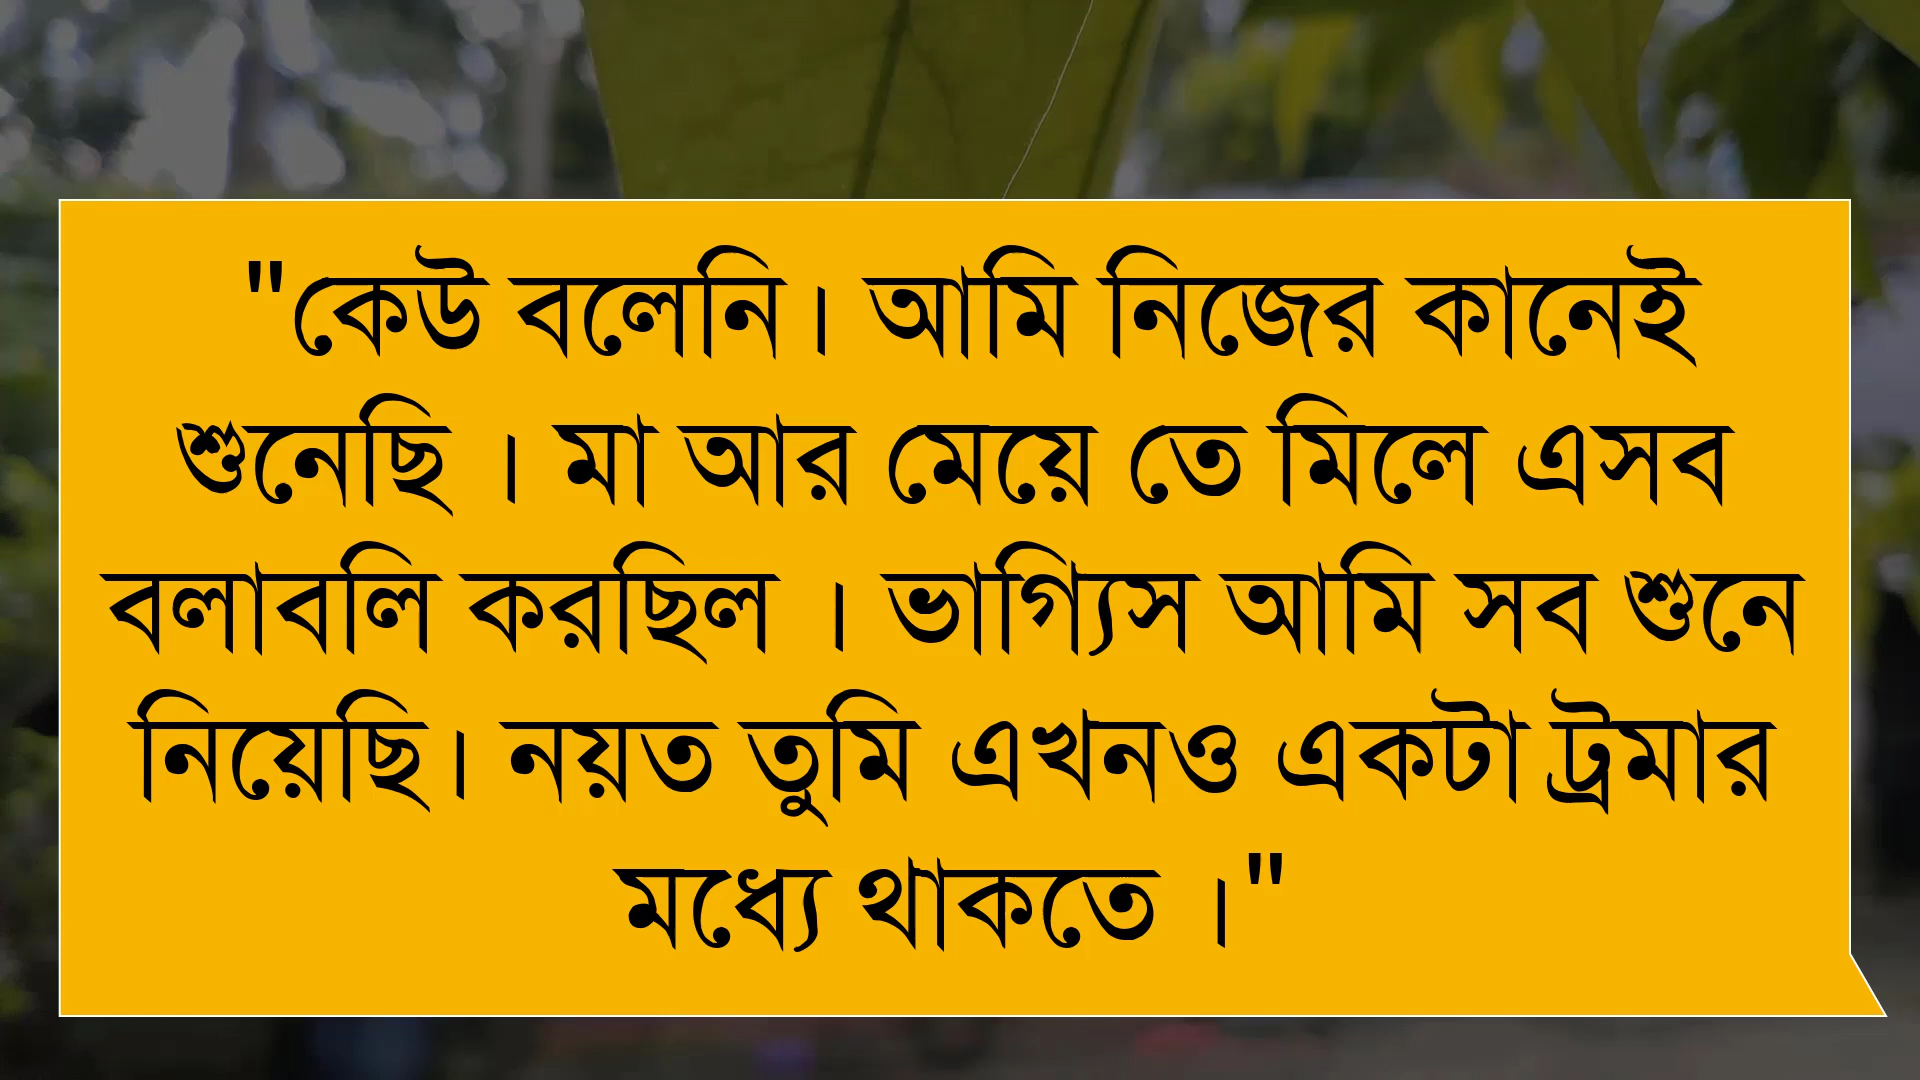 "কেউ বলেনি। আমি নিজের কানেই
শুনেছি । মা আর মেয়ে তে মিলে এসব
বলাবলি করছিল । ভাগ্যিস আমি সব শুনে
নিয়েছি। নয়ত তুমি এখনও একটা ট্রমার
মধ্যে থাকতে ।"